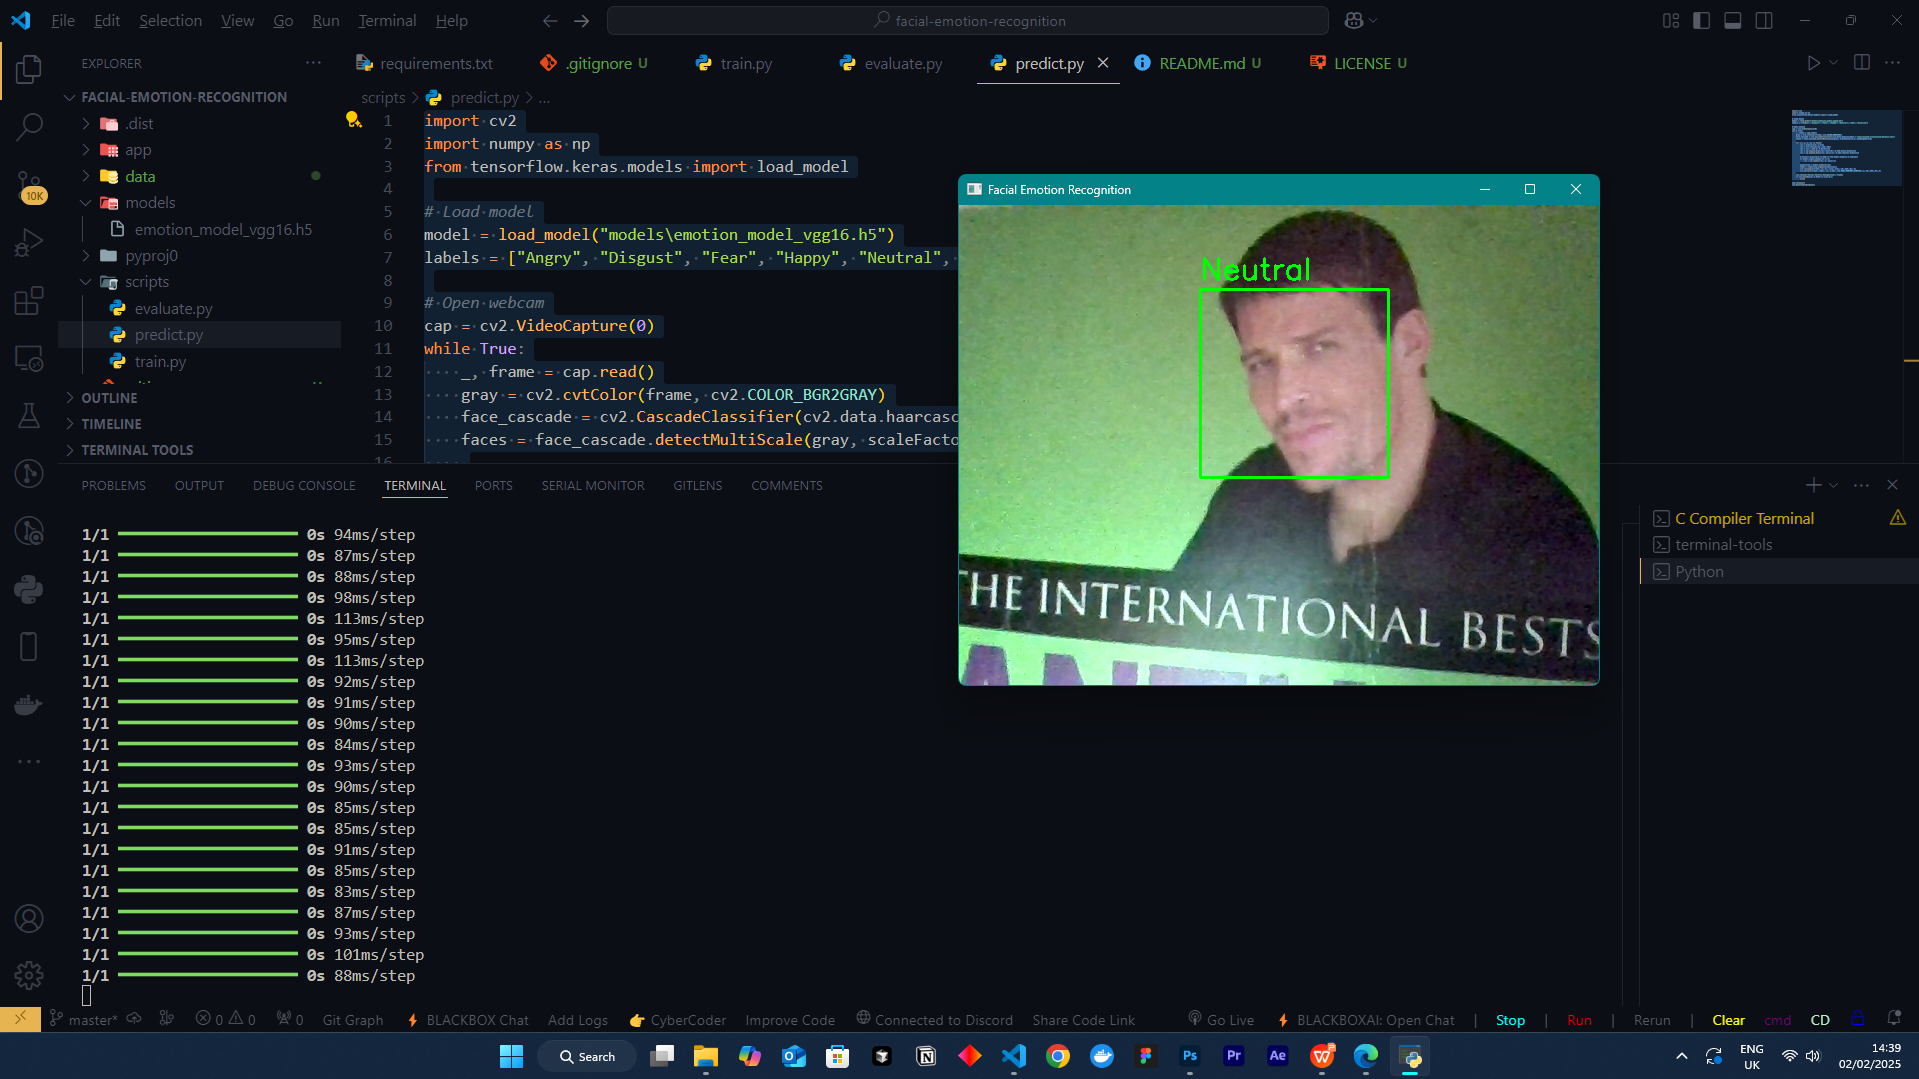 File Edit Selection View Go Run Terminal Help
facial-emotion-recognition
EXPLORER
FACIAL-EMOTION-RECOGNITION
.dist
app
data
models
emotion_model_vgg16.h5
pyproj0
scripts
evaluate.py
predict.py
train.py
OUTLINE
TIMELINE
TERMINAL TOOLS
10K
requirements.txt .gitignore U train.py evaluate.py predict.py README.md U LICENSE U
scripts > predict.py > ...
1 import cv2
2 import numpy as np
3 from tensorflow.keras.models import load_model
4
5 # Load model
6 model = load_model("models\emotion_model_vgg16.h5")
7 labels = ["Angry", "Disgust", "Fear", "Happy", "Neutral",
8
9 # Open webcam
10 cap = cv2.VideoCapture(0)
11 while True:
12 _, frame = cap.read()
13 gray = cv2.cvtColor(frame, cv2.COLOR_BGR2GRAY)
14 face_cascade = cv2.CascadeClassifier(cv2.data.haarcasc
15 faces = face_cascade.detectMultiScale(gray, scaleFacto
16
Facial Emotion Recognition
Neutral
THE INTERNATIONAL BESTS
PROBLEMS OUTPUT DEBUG CONSOLE TERMINAL PORTS SERIAL MONITOR GITLENS COMMENTS
1/1 0s 94ms/step
1/1 0s 87ms/step
1/1 0s 88ms/step
1/1 0s 98ms/step
1/1 0s 113ms/step
1/1 0s 95ms/step
1/1 0s 113ms/step
1/1 0s 92ms/step
1/1 0s 91ms/step
1/1 0s 90ms/step
1/1 0s 84ms/step
1/1 0s 93ms/step
1/1 0s 90ms/step
1/1 0s 85ms/step
1/1 0s 85ms/step
1/1 0s 91ms/step
1/1 0s 85ms/step
1/1 0s 83ms/step
1/1 0s 87ms/step
1/1 0s 93ms/step
1/1 0s 101ms/step
1/1 0s 88ms/step
C Compiler Terminal
terminal-tools
Python
master* 0 0 0 Git Graph BLACKBOX Chat Add Logs CyberCoder Improve Code Connected to Discord Share Code Link Go Live BLACKBOXAI: Open Chat | Stop | Run | Rerun | Clear cmd CD
Search
ENG
UK
14:39
02/02/2025